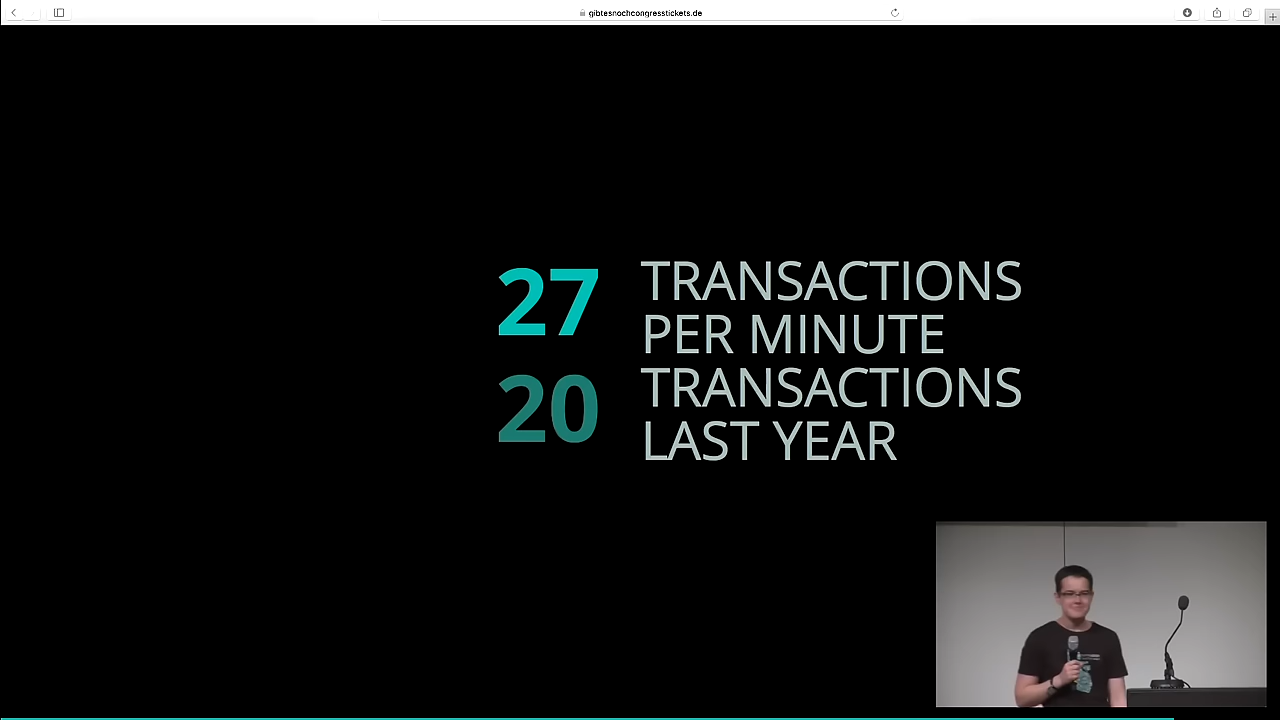 gibtesnochcongresstickets.de
27 TRANSACTIONS
PER MINUTE
20 TRANSACTIONS
LAST YEAR